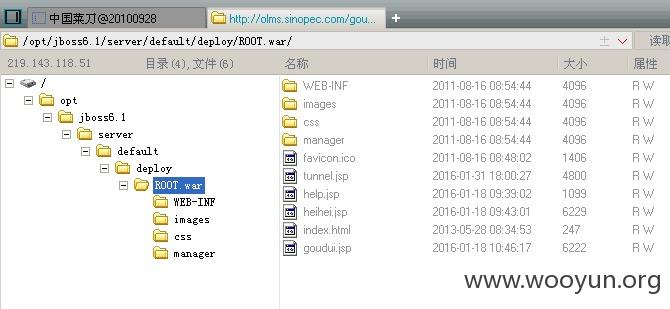 中国菜刀@20100928
http://olms.sinopec.com/gou...
/opt/jboss6.1/server/default/deploy/ROOT.war/
读取
219.143.118.51 目录(4),文件(6) 名称 时间 大小 属性
/
opt
jboss6.1
server
default
deploy
ROOT.war
WEB-INF
images
css
manager
WEB-INF 2011-08-16 08:54:44 4096 R W
images 2011-08-16 08:54:44 4096 R W
css 2011-08-16 08:54:44 4096 R W
manager 2011-08-16 08:54:44 4096 R W
favicon.ico 2011-08-16 08:48:02 1406 R W
tunnel.jsp 2016-01-31 18:00:27 4800 R W
help.jsp 2016-01-18 09:39:02 1099 R W
heihei.jsp 2016-01-18 09:43:01 6229 R W
index.html 2013-05-28 08:34:53 247 R W
goudui.jsp 2016-01-18 10:46:17 6222 R W
www.wooyun.org